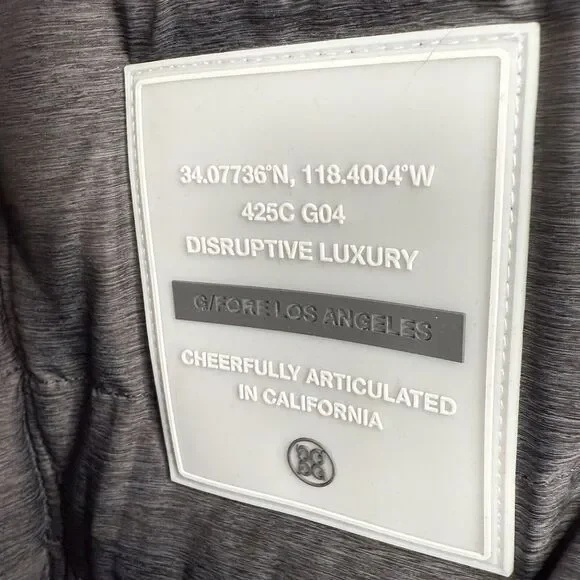 34.07736°N, 118.4004°W
425C G04
DISRUPTIVE LUXURY
G/FORE LOS ANGELES
CHEERFULLY ARTICULATED
IN CALIFORNIA